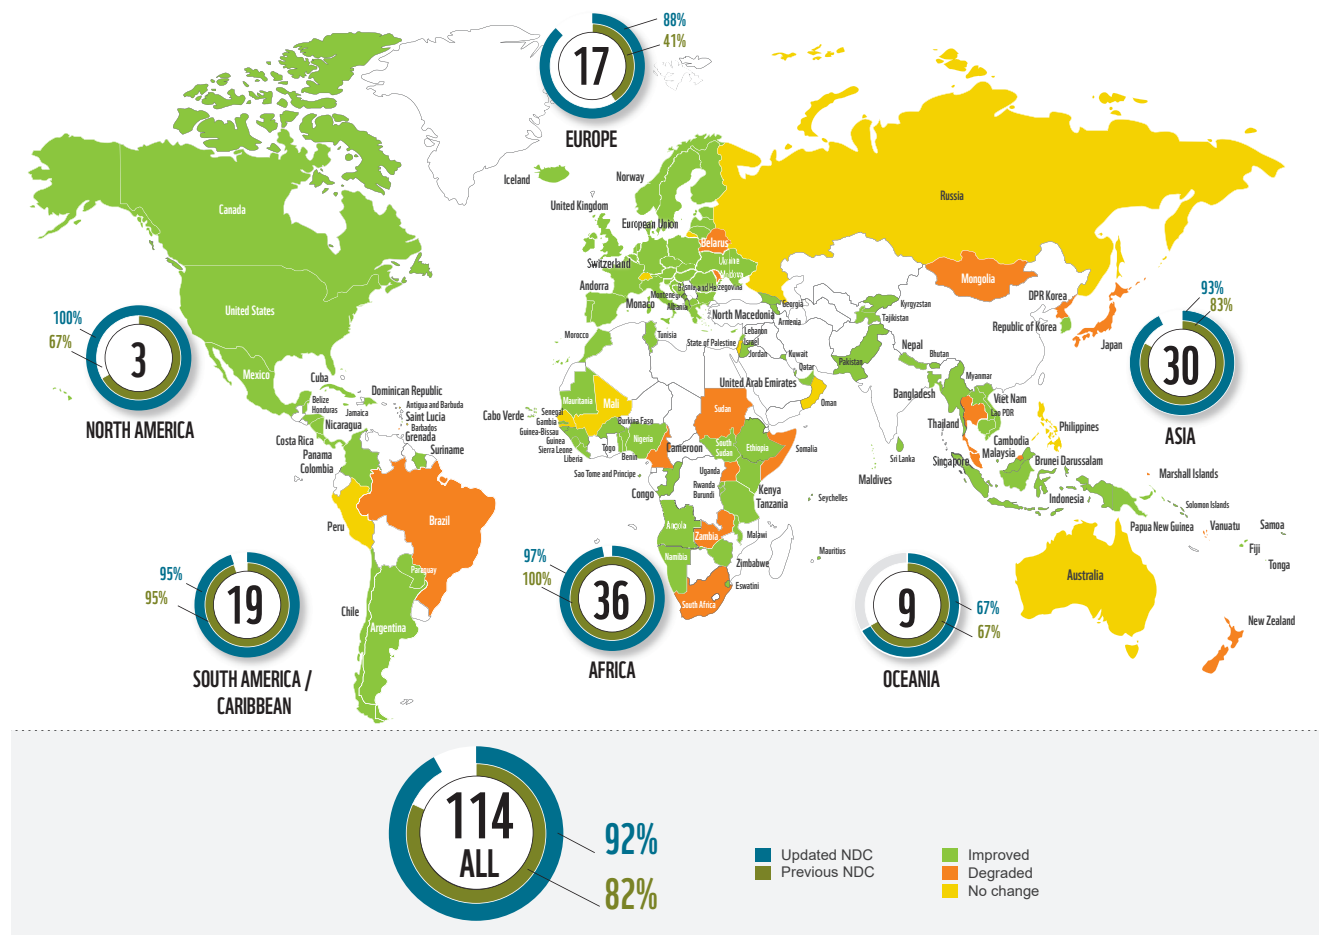 88%
41%
17
EUROPE
Iceland
Norway
United Kingdom
European Union
Switzerland
Andorra
Monaco
Belarus
Ukraine
Moldova
Bosnia and Herzegovina
Montenegro
Albania
North Macedonia
Russia
Mongolia
Georgia
Armenia
Kyrgyzstan
Tajikistan
DPR Korea
Republic of Korea
Japan
93%
83%
30
ASIA
Canada
United States
Mexico
100%
67%
3
NORTH AMERICA
Cuba
Belize
Honduras
Jamaica
Nicaragua
Dominican Republic
Antigua and Barbuda
Saint Lucia
Barbados
Grenada
Suriname
Costa Rica
Panama
Colombia
Peru
Brazil
Paraguay
Chile
Argentina
95%
95%
19
SOUTH AMERICA /
CARIBBEAN
Morocco
Tunisia
Lebanon
State of Palestine
Israel
Jordan
Kuwait
Qatar
United Arab Emirates
Oman
Pakistan
Nepal
Bhutan
Bangladesh
Myanmar
Viet Nam
Lao PDR
Thailand
Cambodia
Philippines
Malaysia
Singapore
Brunei Darussalam
Sri Lanka
Maldives
Indonesia
Cabo Verde
Mauritania
Mali
Senegal
Gambia
Guinea-Bissau
Guinea
Sierra Leone
Liberia
Burkina Faso
Togo
Benin
Nigeria
Cameroon
Sao Tome and Principe
Sudan
South
Sudan
Ethiopia
Somalia
Uganda
Rwanda
Burundi
Congo
Kenya
Tanzania
Seychelles
Angola
Zambia
Malawi
Namibia
Zimbabwe
Mauritius
Eswatini
South Africa
97%
100%
36
AFRICA
67%
67%
9
OCEANIA
Marshall Islands
Solomon Islands
Papua New Guinea
Vanuatu
Samoa
Fiji
Tonga
Australia
New Zealand
114
ALL
92%
82%
Updated NDC
Previous NDC
Improved
Degraded
No change